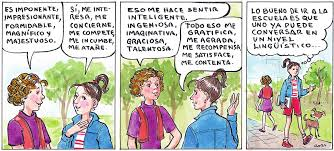 ES IMPONENTE,
IMPRESIONANTE,
FORMIDABLE,
MAGNÍFICO Y
MAJESTUOSO.
SÍ, ME INTE-
RESA, ME
CONCIERNE,
ME COMPETE,
ME INCUMBE,
ME ATAÑE.
ESO ME HACE SENTIR
INTELIGENTE,
INGENIOSA,
IMAGINATIVA,
GRACIOSA,
TALENTOSA.
TODO ESO ME
GRATIFICA,
ME AGRADA,
ME RECOMPENSA,
ME SATISFACE,
ME CONTENTA.
LO BUENO DE IR A LA
ESCUELA ES QUE
UNO YA PUEDE
CONVERSAR EN
UN NIVEL
LINGÜÍSTICO...